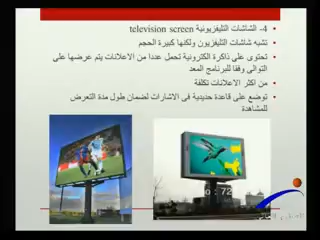 4- الشاشات التليفزيونية television screen
تشبه شاشات التليفزيون ولكنها كبيرة الحجم
تحتوى على ذاكرة الكترونية تحمل عددا من الاعلانات يتم عرضها على
التوالى وفقا للبرنامج المعد
من اكثر الاعلانات تكلفة
توضع على قاعدة حديدية فى الاشارات لضمان طول مدة التعرض
للمشاهدة